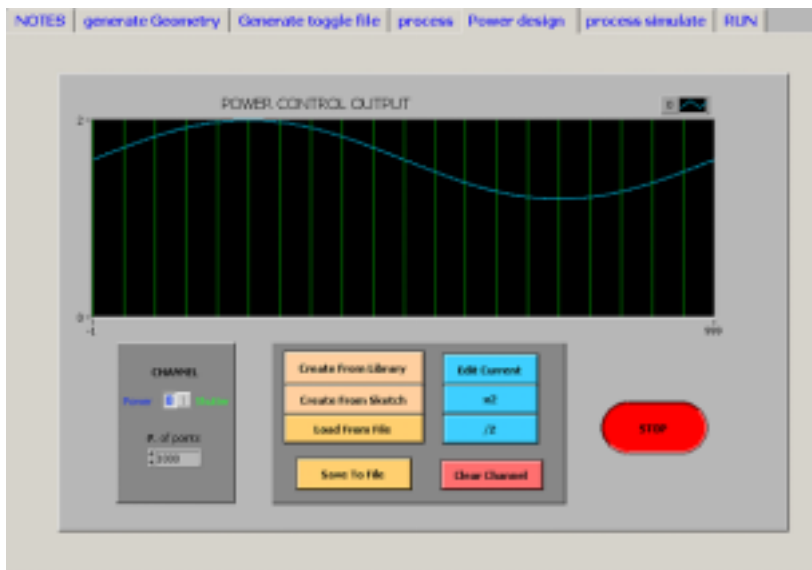 NOTES generate Geometry Generate toggle file process Power design process simulate RUN
POWER CONTROL OUTPUT
0
2
0
-1 999
CHANNEL
Power Shutter
#. of points
1000
Create From Library
Create From Sketch
Load From File
Save To File
Edit Current
x2
/2
Clear Channel
STOP